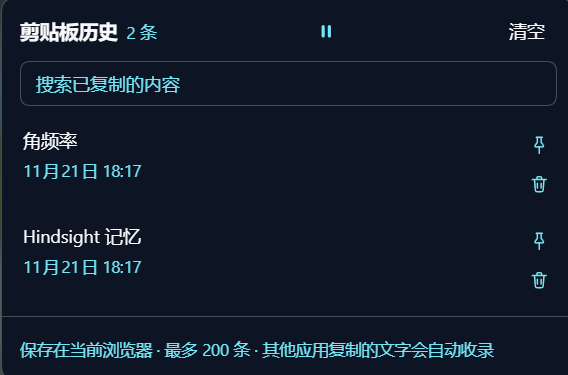 剪贴板历史 2 条
清空
搜索已复制的内容
角频率
11月21日 18:17
Hindsight 记忆
11月21日 18:17
保存在当前浏览器 · 最多 200 条 · 其他应用复制的文字会自动收录